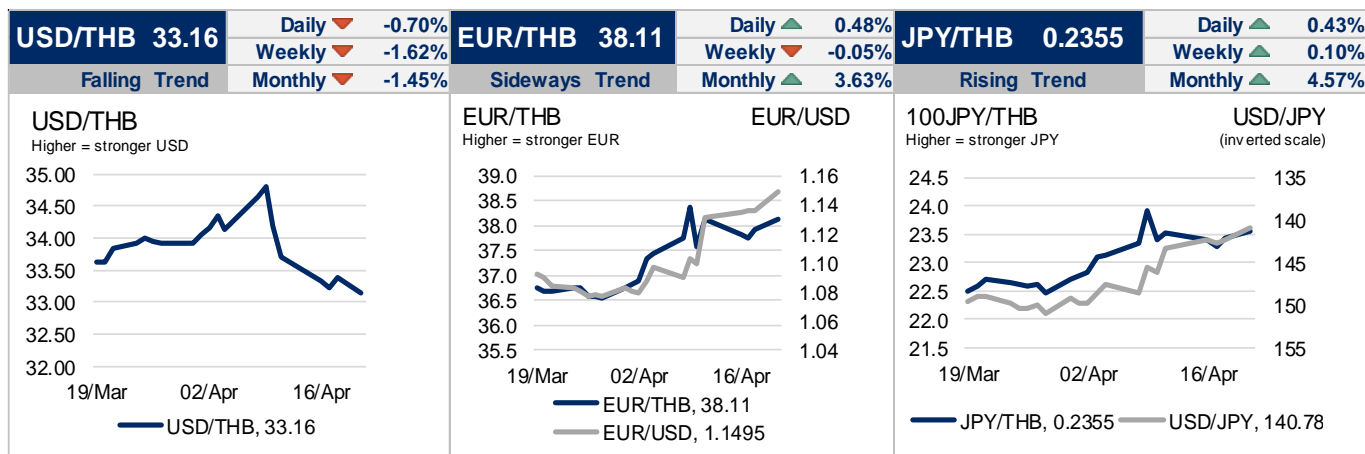 USD/THB 33.16
Daily -0.70%
Weekly -1.62%
Falling Trend
Monthly -1.45%
USD/THB
Higher = stronger USD
35.00
34.50
34.00
33.50
33.00
32.50
32.00
19/Mar 02/Apr 16/Apr
USD/THB, 33.16
EUR/THB 38.11
Daily 0.48%
Weekly -0.05%
Sideways Trend
Monthly 3.63%
EUR/THB EUR/USD
Higher = stronger EUR
39.0 1.16
38.5 1.14
38.0 1.12
37.5 1.10
37.0 1.08
36.5 1.06
36.0 1.04
35.5
19/Mar 02/Apr 16/Apr
EUR/THB, 38.11
EUR/USD, 1.1495
JPY/THB 0.2355
Daily 0.43%
Weekly 0.10%
Rising Trend
Monthly 4.57%
100JPY/THB USD/JPY
Higher = stronger JPY (inverted scale)
24.5 135
24.0 140
23.5 145
23.0 150
22.5 155
22.0
21.5
19/Mar 02/Apr 16/Apr
JPY/THB, 0.2355 USD/JPY, 140.78